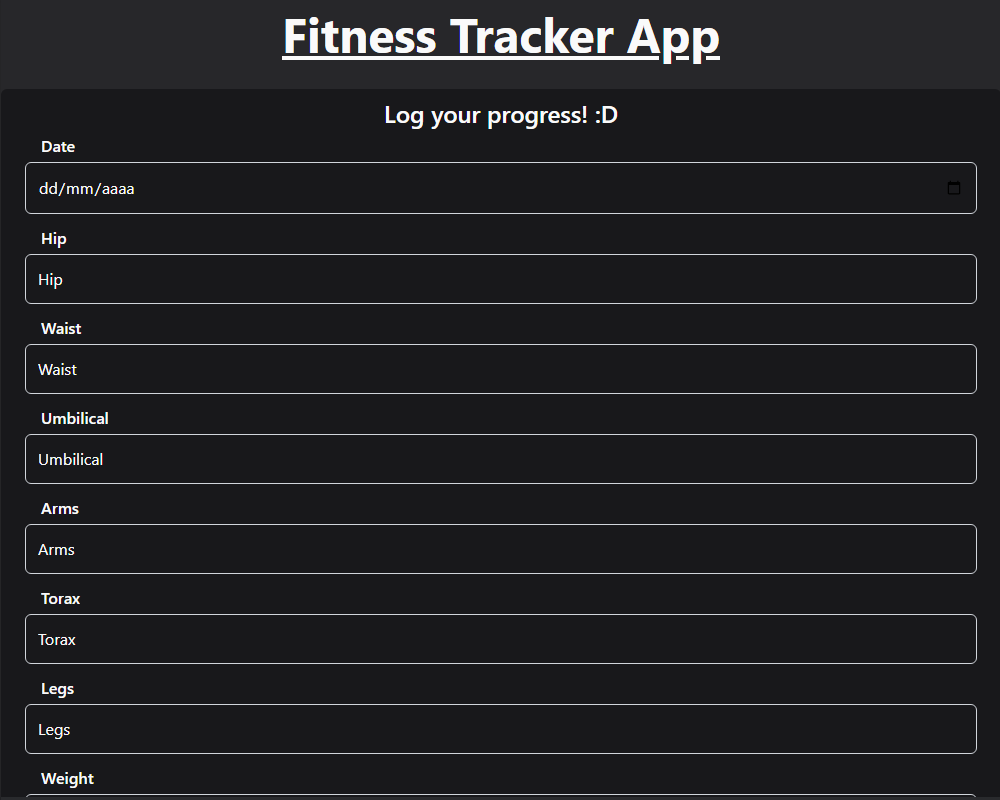 Fitness Tracker App
Log your progress! :D
Date
dd/mm/aaaa
Hip
Hip
Waist
Waist
Umbilical
Umbilical
Arms
Arms
Torax
Torax
Legs
Legs
Weight